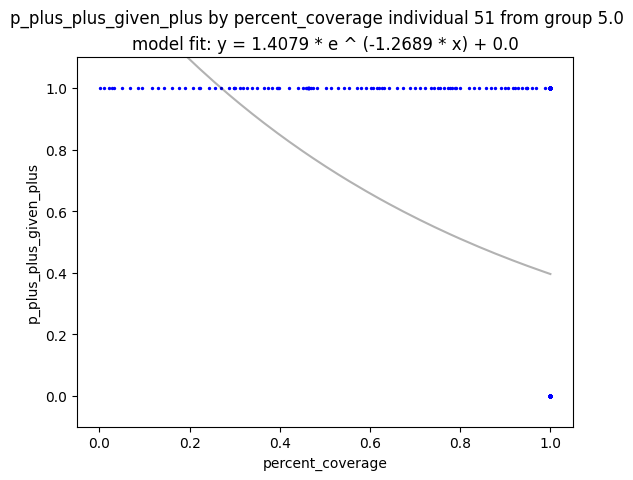 p_plus_plus_given_plus by percent_coverage individual 51 from group 5.0
model fit: y = 1.4079 * e ^ (-1.2689 * x) + 0.0
1.0
0.8
0.6
0.4
0.2
0.0
p_plus_plus_given_plus
0.0 0.2 0.4 0.6 0.8 1.0
percent_coverage